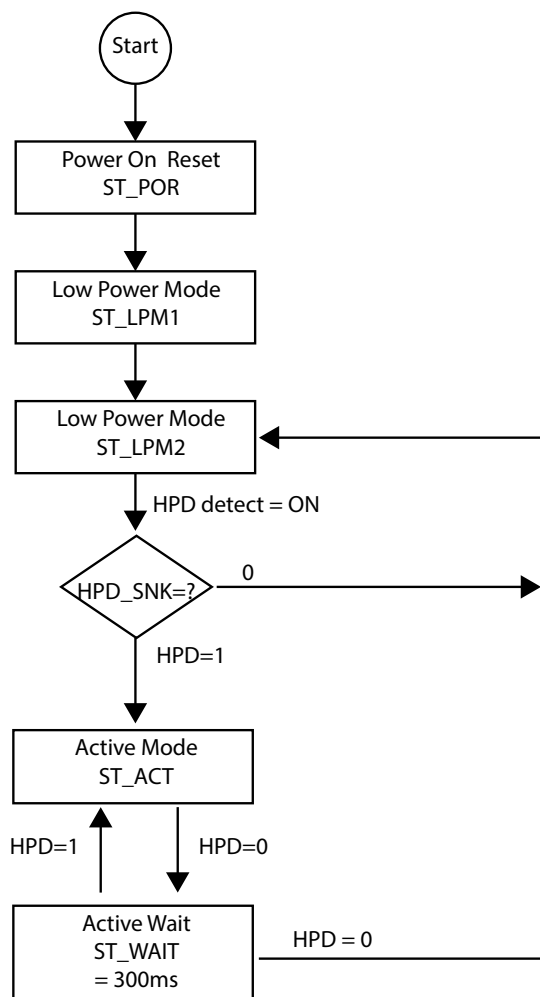 Start
Power On Reset
ST_POR
Low Power Mode
ST_LPM1
Low Power Mode
ST_LPM2
HPD detect = ON
HPD_SNK=?
0
HPD=1
Active Mode
ST_ACT
HPD=1
HPD=0
Active Wait
ST_WAIT
= 300ms
HPD = 0